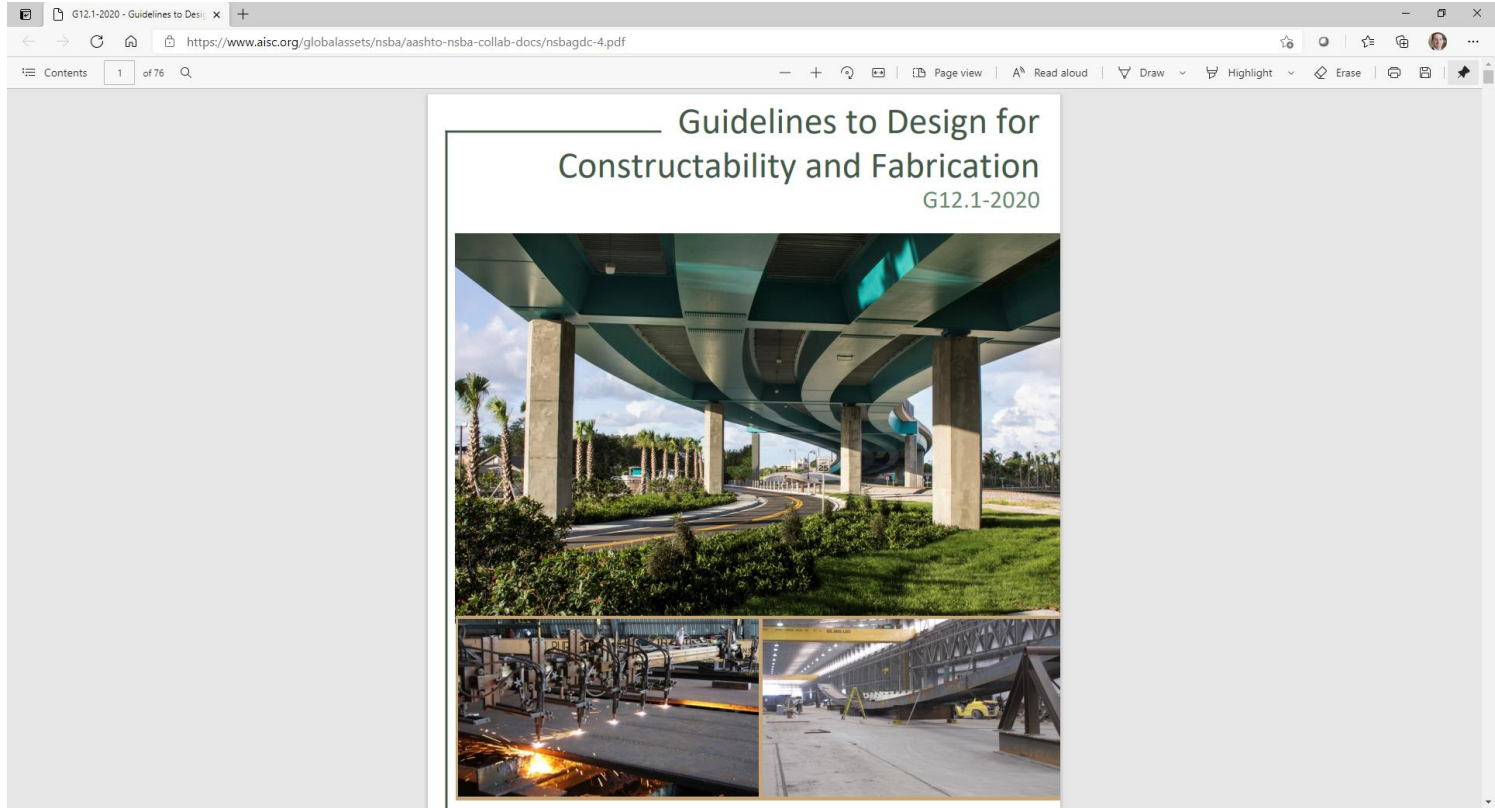 G12.1-2020 - Guidelines to Desig
https://www.aisc.org/globalassets/nsba/aashto-nsba-collab-docs/nsbagdc-4.pdf
Contents 1 of 76 Page view Read aloud Draw Highlight Erase
Guidelines to Design for
Constructability and Fabrication
G12.1-2020
25